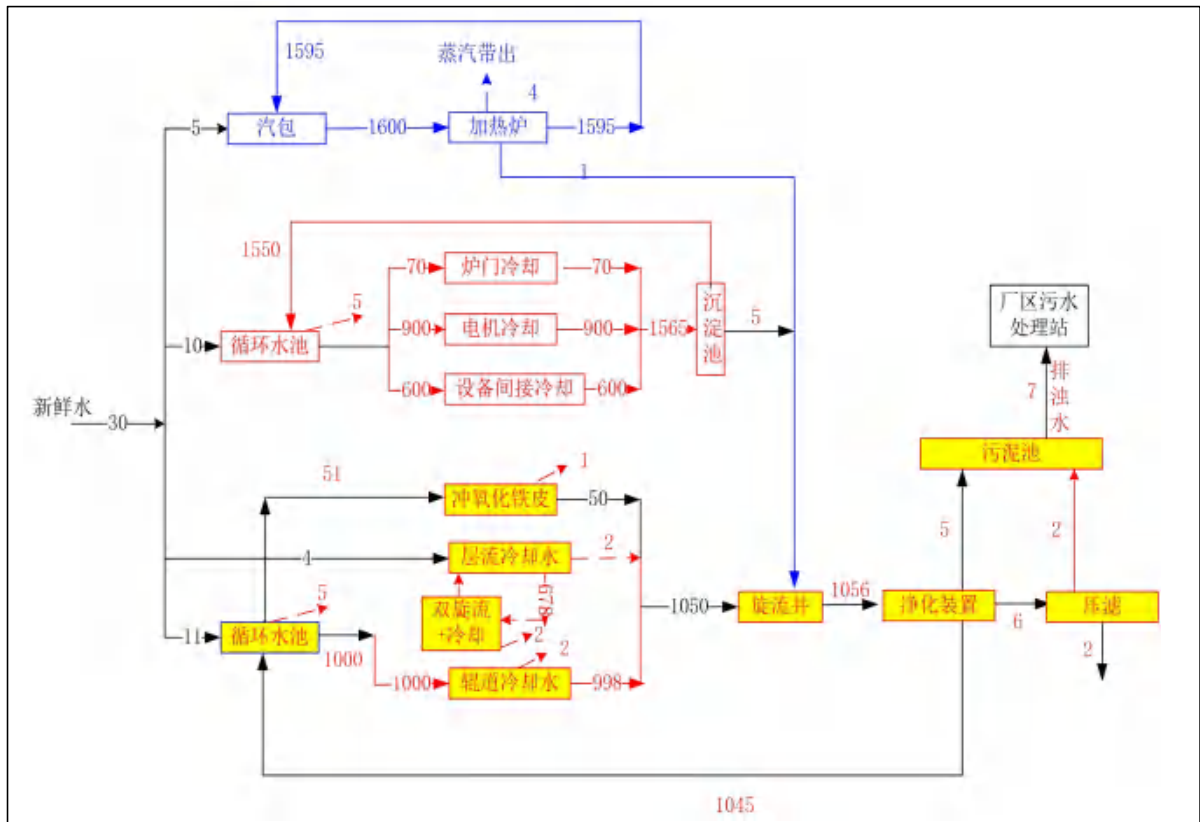 1595
蒸汽带出
4
5
汽包
1600
加热炉
1595
1
1550
5
70
炉门冷却
70
10
循环水池
900
电机冷却
900
1565
沉淀池
5
600
设备间接冷却
600
厂区污水
处理站
7
排浊水
新鲜水
30
污泥池
51
1
冲氧化铁皮
50
5
2
4
层流冷却水
2
678
双旋流
+冷却
2
1050
旋流井
1056
净化装置
6
压滤
2
5
11
循环水池
1000
2
1000
辊道冷却水
998
1045